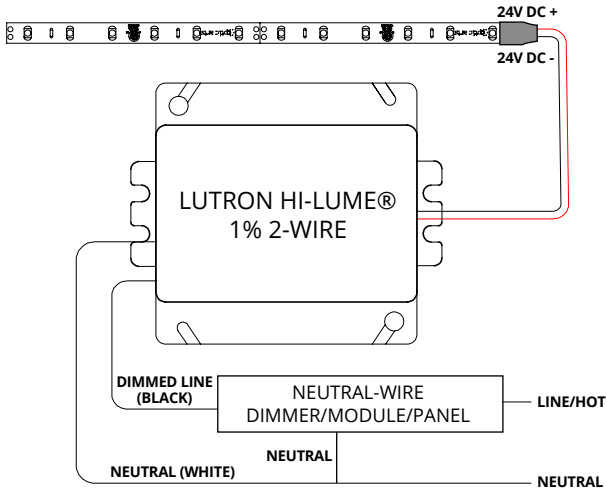 24V DC +
24V DC -
LUTRON HI-LUME®
1% 2-WIRE
DIMMED LINE
(BLACK)
NEUTRAL-WIRE
DIMMER/MODULE/PANEL
LINE/HOT
NEUTRAL
NEUTRAL (WHITE)
NEUTRAL